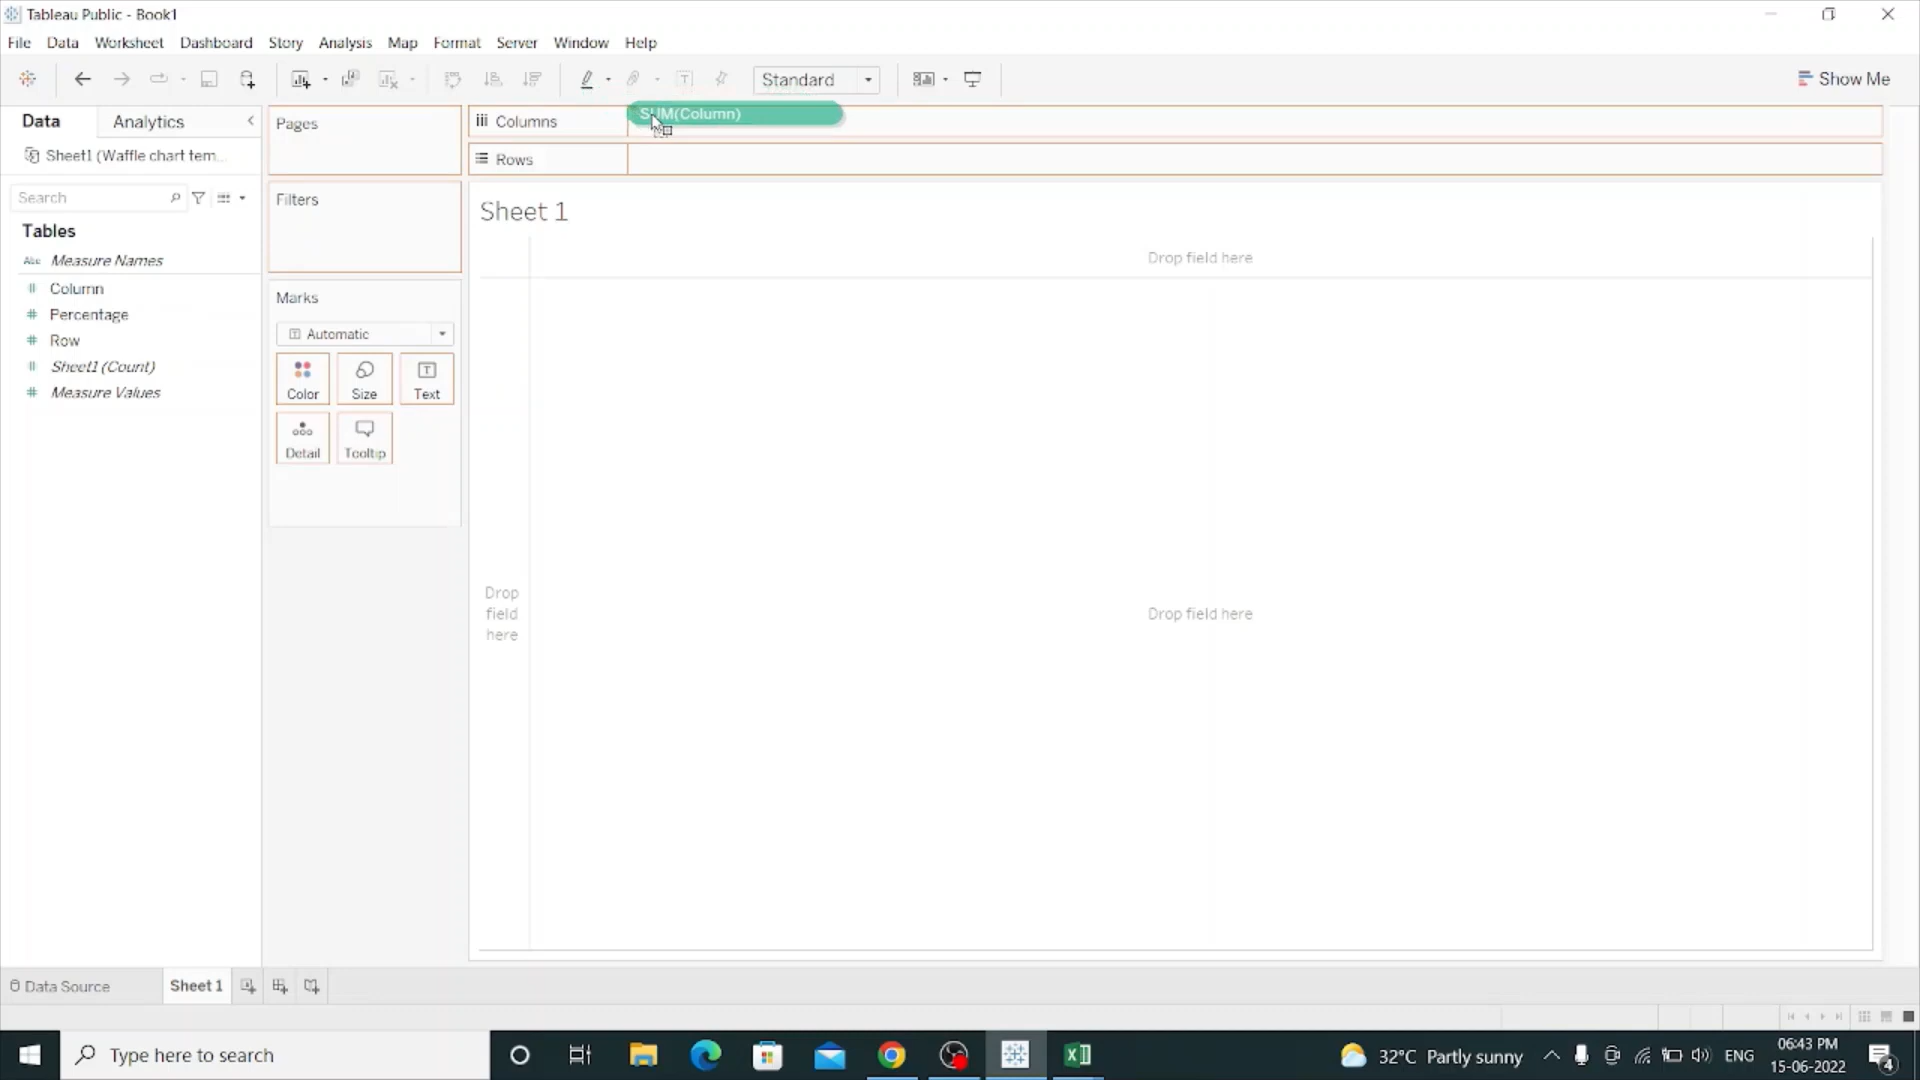 Tableau Public - Book1
File Data Worksheet Dashboard Story Analysis Map Format Server Window Help
Standard
Show Me
Data Analytics
Pages
Columns
SUM(Column)
Sheet1 (Waffle chart tem...
Rows
Search
Filters
Sheet 1
Tables
Abc Measure Names
Drop field here
Column
Marks
Percentage
Automatic
Row
Sheet1 (Count)
Color Size Text
Measure Values
Detail Tooltip
Drop
field
here
Drop field here
Data Source
Sheet 1
Type here to search
32°C Partly sunny
ENG
06:43 PM
15-06-2022
4